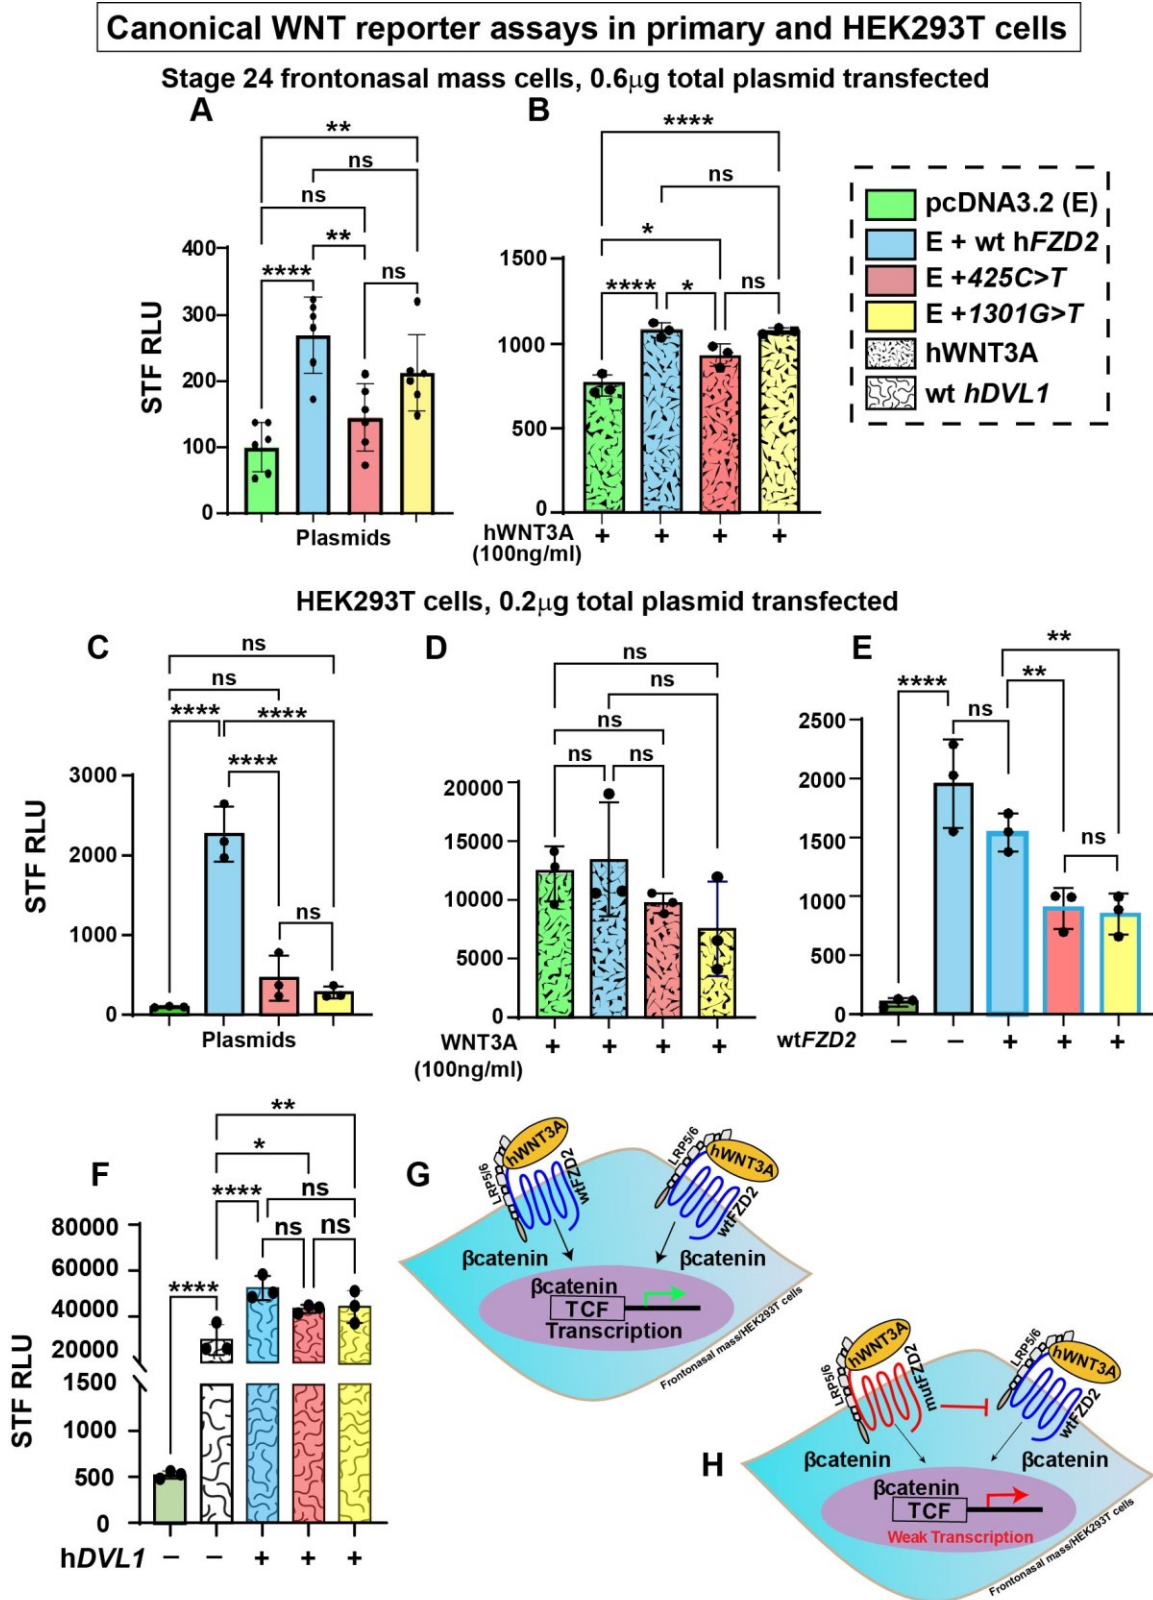 Canonical WNT reporter assays in primary and HEK293T cells
Stage 24 frontonasal mass cells, 0.6μg total plasmid transfected
A
**
ns
ns
**
****
ns
STF RLU
400
300
200
100
0
Plasmids
B
****
ns
*
****
*
ns
1500
1000
500
0
hWNT3A
(100ng/ml)
+ + + +
pcDNA3.2 (E)
E + wt hFZD2
E +425C>T
E +1301G>T
hWNT3A
wt hDVL1
HEK293T cells, 0.2μg total plasmid transfected
C
ns
ns
**** ****
****
ns
STF RLU
3000
2000
1000
0
Plasmids
D
ns
ns
ns
ns ns
20000
15000
10000
5000
0
WNT3A
(100ng/ml)
+ + + +
E
**
**
****
ns
ns
2500
2000
1500
1000
500
0
wtFZD2 – – + + +
F
**
*
****
ns
ns ns
****
STF RLU
80000
60000
40000
20000
1500
1000
500
0
hDVL1 – – + + +
G
LRP5/6
hWNT3A
wtFZD2
LRP5/6
hWNT3A
wtFZD2
βcatenin βcatenin
βcatenin
TCF
Transcription
Frontonasal mass/HEK293T cells
H
LRP5/6
hWNT3A
mutFZD2
LRP5/6
hWNT3A
wtFZD2
βcatenin βcatenin
βcatenin
TCF
Weak Transcription
Frontonasal mass/HEK293T cells